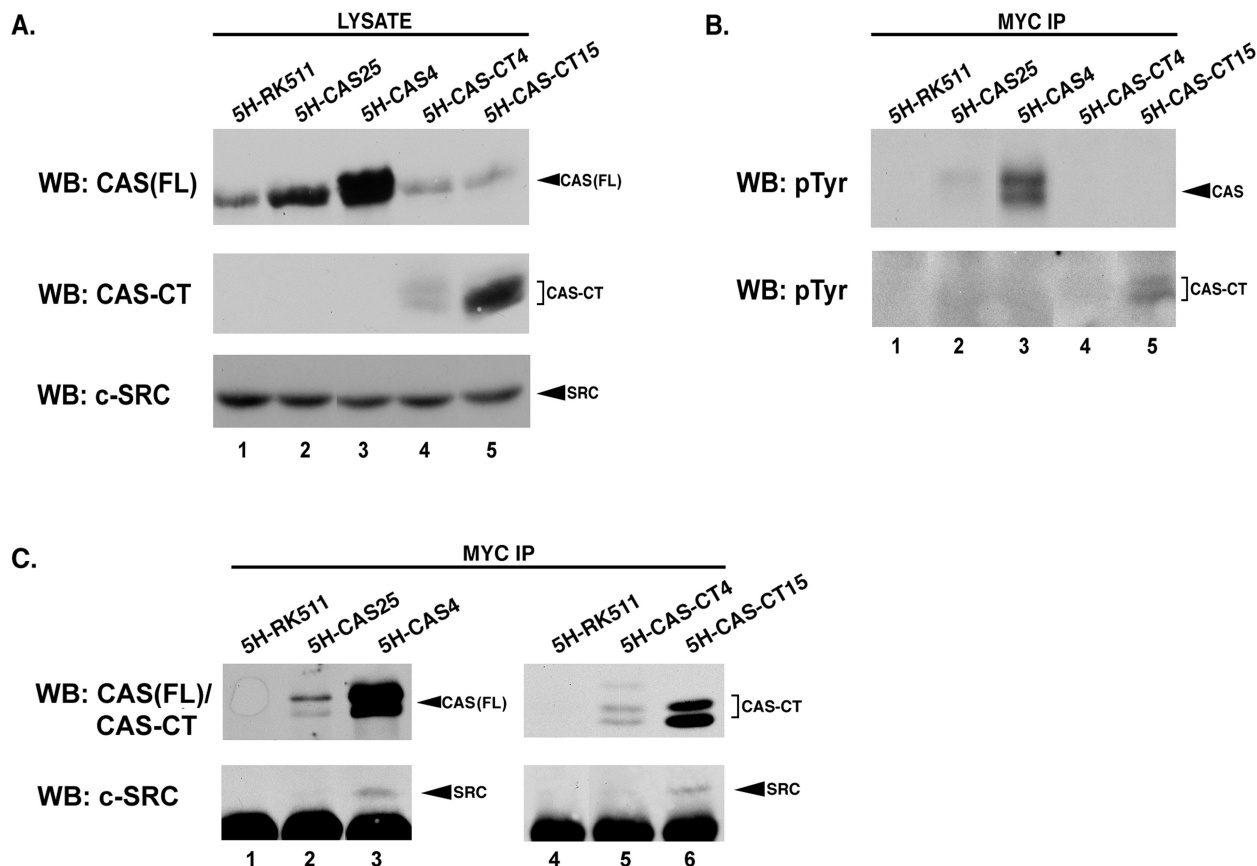 A.
LYSATE
5H-RK511 5H-CAS25 5H-CAS4 5H-CAS-CT4 5H-CAS-CT15
WB: CAS(FL)
CAS(FL)
WB: CAS-CT
CAS-CT
WB: c-SRC
SRC
1 2 3 4 5
B.
MYC IP
5H-RK511 5H-CAS25 5H-CAS4 5H-CAS-CT4 5H-CAS-CT15
WB: pTyr
CAS
WB: pTyr
CAS-CT
1 2 3 4 5
C.
MYC IP
5H-RK511 5H-CAS25 5H-CAS4 5H-RK511 5H-CAS-CT4 5H-CAS-CT15
WB: CAS(FL)/
CAS-CT
CAS(FL)
CAS-CT
WB: c-SRC
SRC
SRC
1 2 3 4 5 6